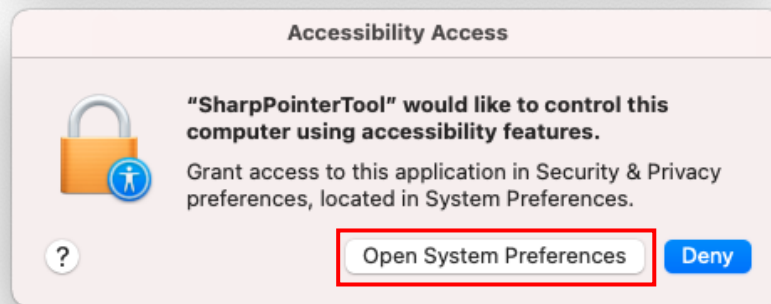 Accessibility Access
“SharpPointerTool” would like to control this
computer using accessibility features.
Grant access to this application in Security & Privacy
preferences, located in System Preferences.
?
Open System Preferences
Deny